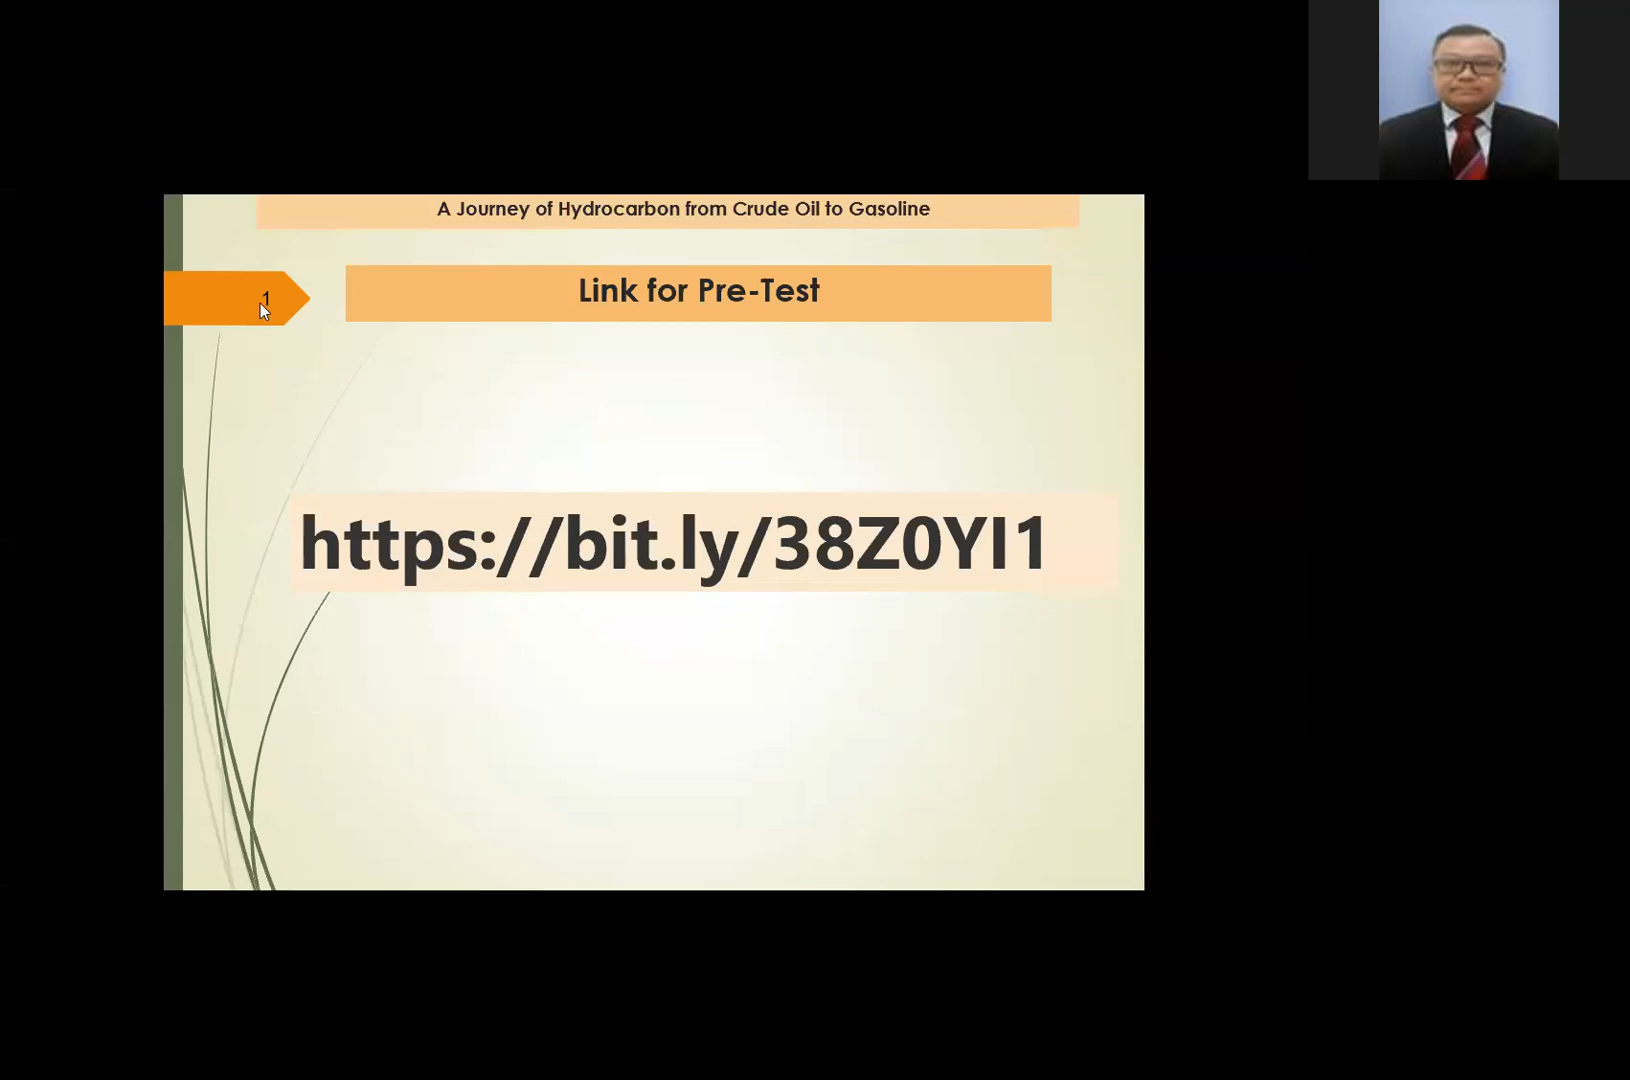 A Journey of Hydrocarbon from Crude Oil to Gasoline
1
Link for Pre-Test
https://bit.ly/38Z0YI1